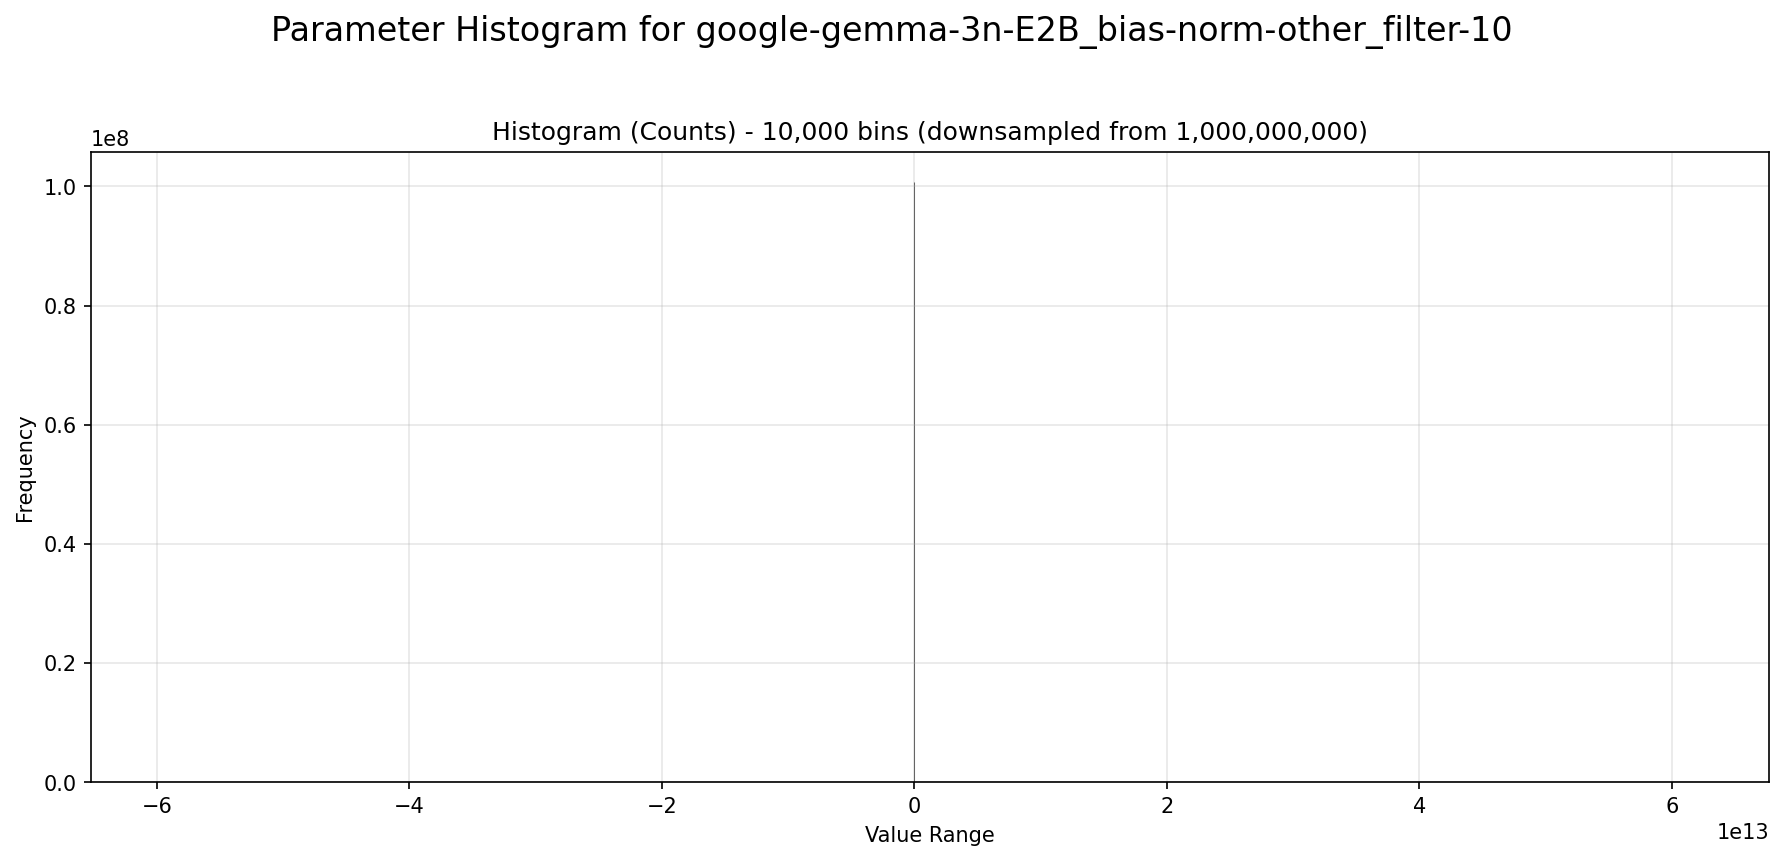 Parameter Histogram for google-gemma-3n-E2B_bias-norm-other_filter-10
Histogram (Counts) - 10,000 bins (downsampled from 1,000,000,000)
1e8
1.0
0.8
0.6
0.4
0.2
0.0
Frequency
−6 −4 −2 0 2 4 6
Value Range
1e13